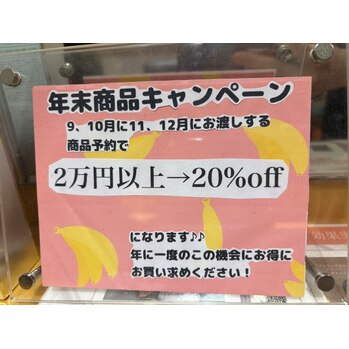 年末商品キャンペーン
9、10月に11、12月にお渡しする
商品予約で
2万円以上→20%off
になります♪♪
年に一度のこの機会にお得に
お買い求めください!